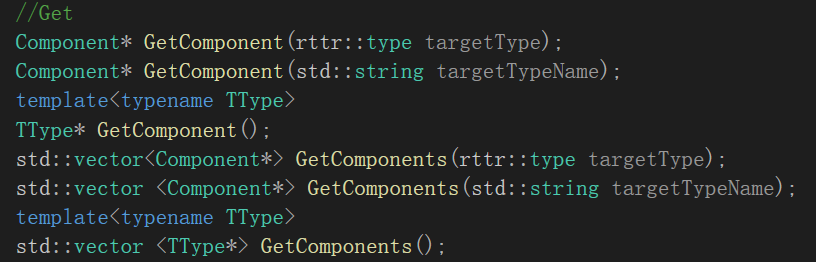 //Get
Component* GetComponent(rttr::type targetType);
Component* GetComponent(std::string targetTypeName);
template<typename TType>
TType* GetComponent();
std::vector<Component*> GetComponents(rttr::type targetType);
std::vector <Component*> GetComponents(std::string targetTypeName);
template<typename TType>
std::vector <TType*> GetComponents();